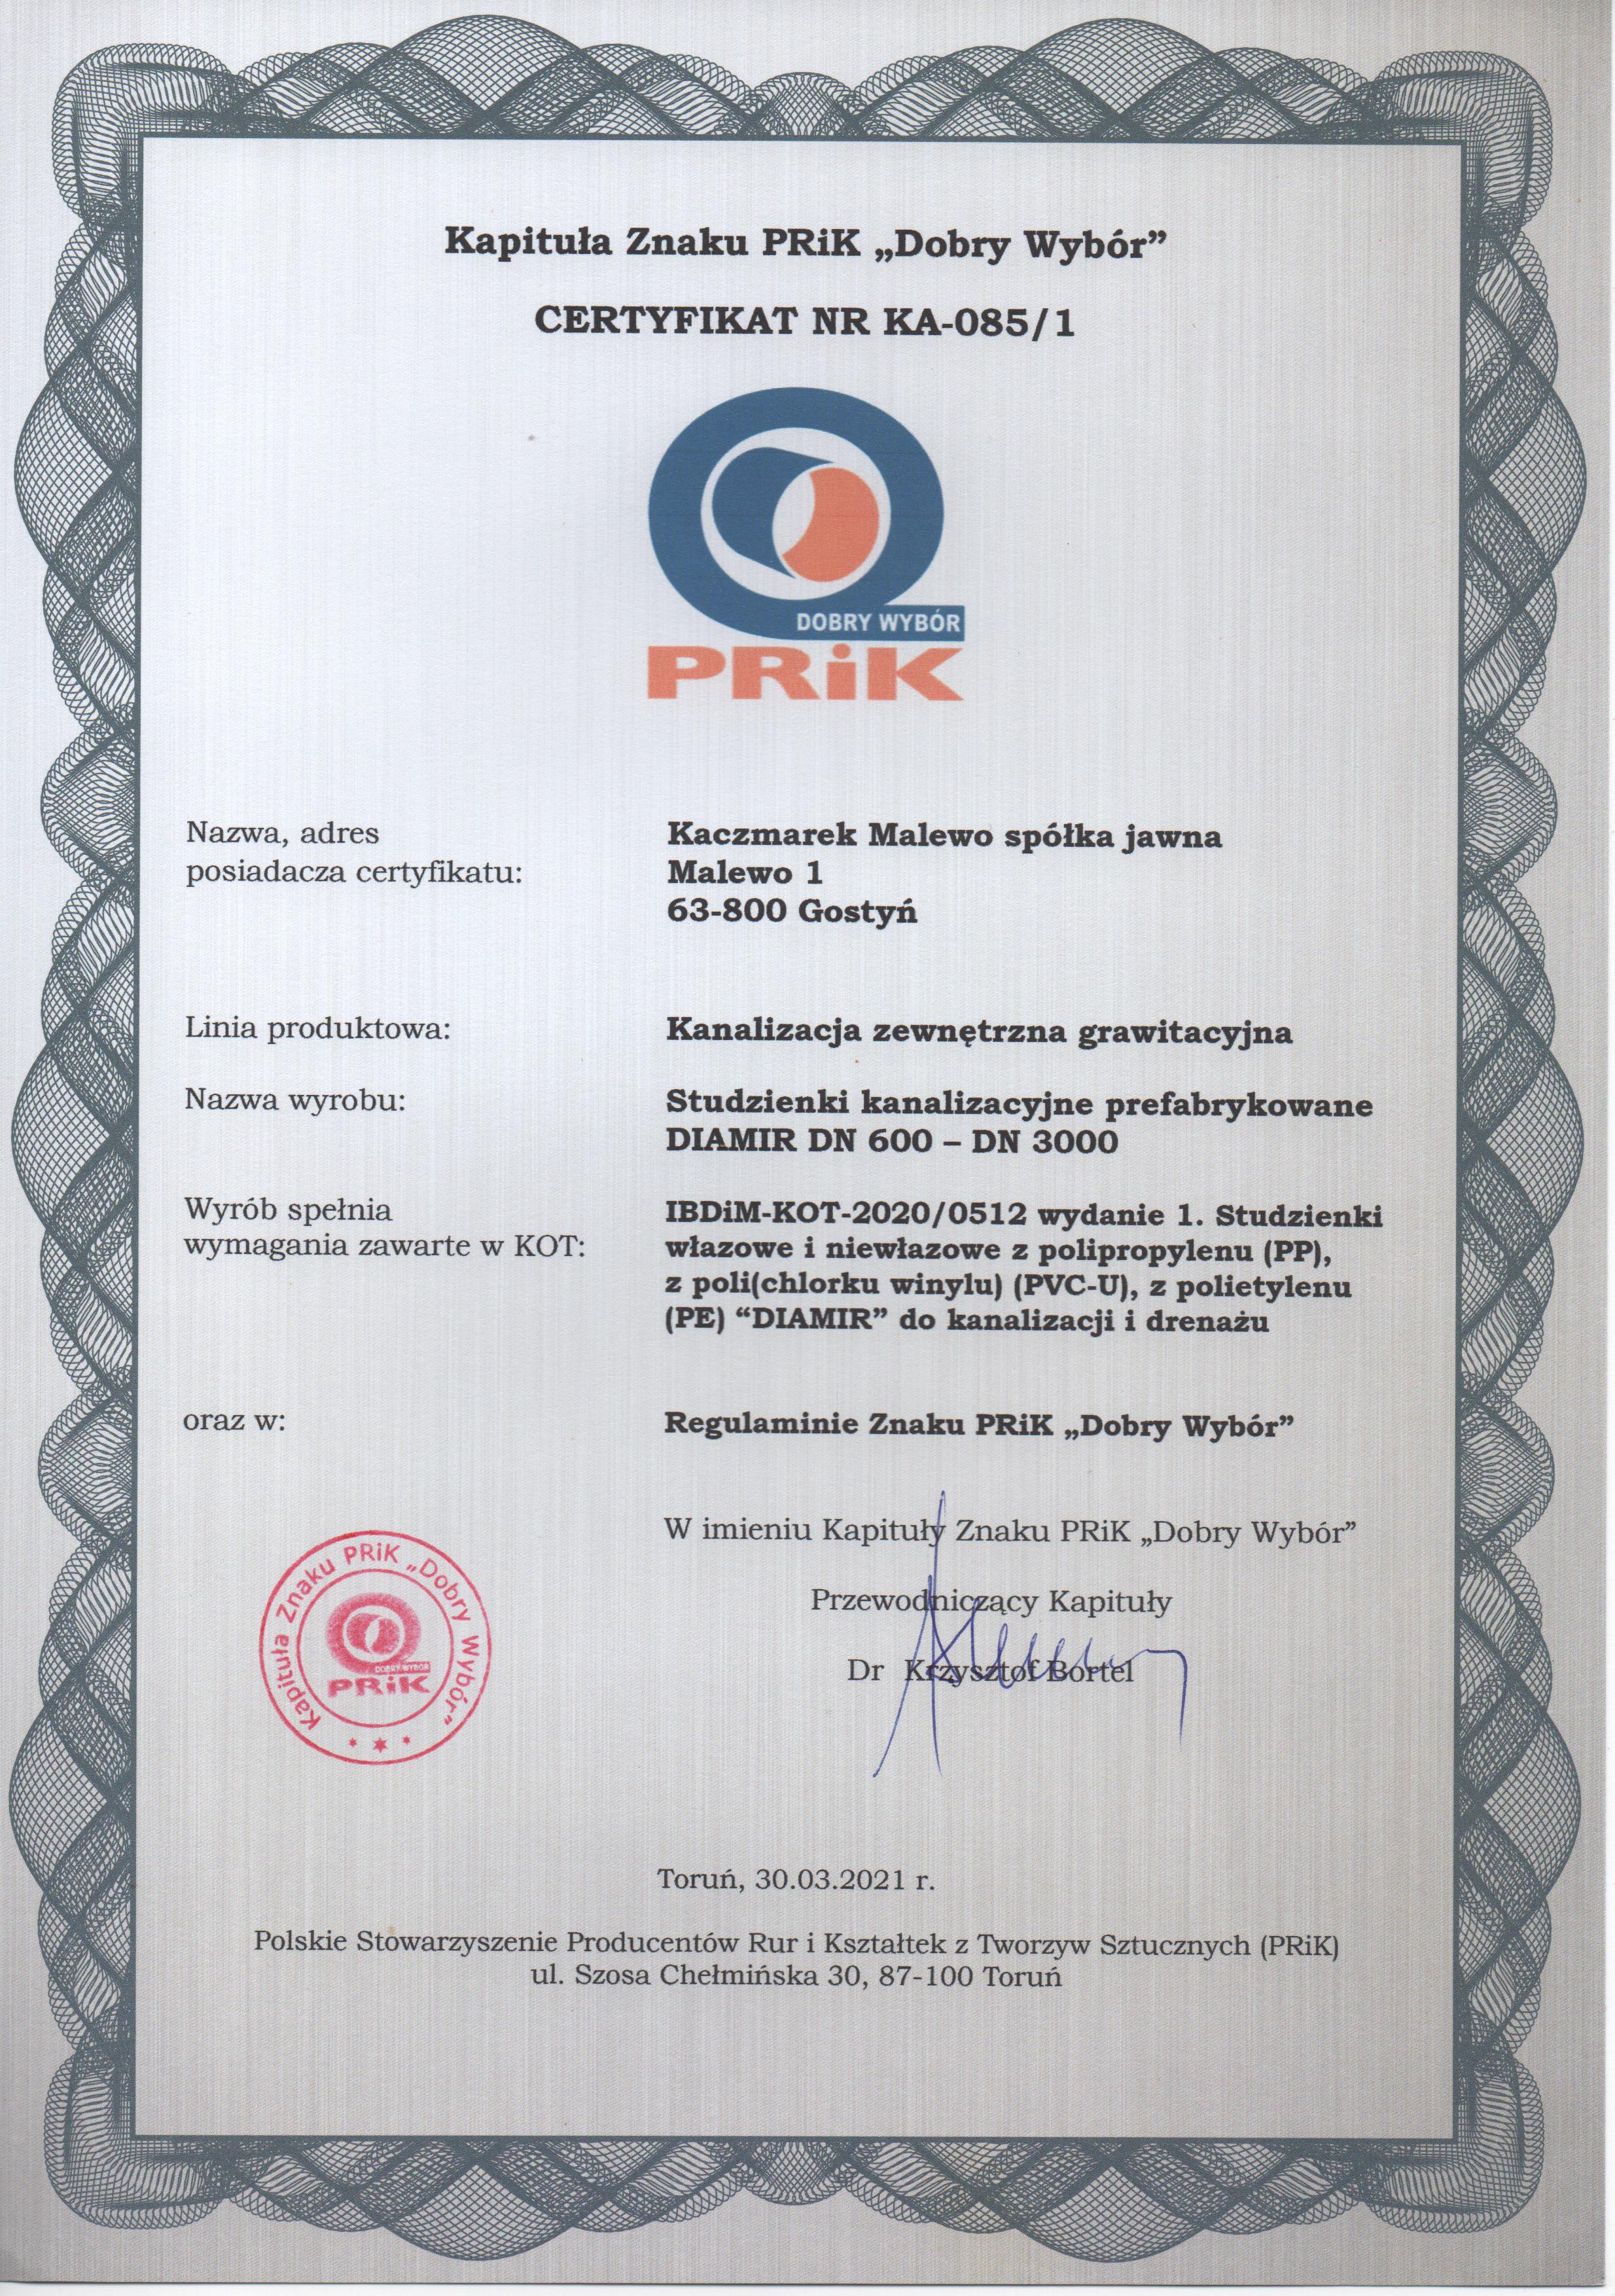 Kapituła Znaku PRiK „Dobry Wybór”
CERTYFIKAT NR KA-085/1
DOBRY WYBÓR
PRiK
Nazwa, adres
posiadacza certyfikatu:
Kaczmarek Malewo spółka jawna
Malewo 1
63-800 Gostyń
Linia produktowa:
Kanalizacja zewnętrzna grawitacyjna
Nazwa wyrobu:
Studzienki kanalizacyjne prefabrykowane
DIAMIR DN 600 – DN 3000
Wyrób spełnia
wymagania zawarte w KOT:
IBDiM-KOT-2020/0512 wydanie 1. Studzienki
włazowe i niewłazowe z polipropylenu (PP),
z poli(chlorku winylu) (PVC-U), z polietylenu
(PE) “DIAMIR” do kanalizacji i drenażu
oraz w:
Regulaminie Znaku PRiK „Dobry Wybór”
W imieniu Kapituły Znaku PRiK „Dobry Wybór”
Przewodniczący Kapituły
Dr Krzysztof Bortel
Kapituła Znaku PRiK „Dobry Wybór”
DOBRY WYBÓR
PRiK
Toruń, 30.03.2021 r.
Polskie Stowarzyszenie Producentów Rur i Kształtek z Tworzyw Sztucznych (PRiK)
ul. Szosa Chełmińska 30, 87-100 Toruń